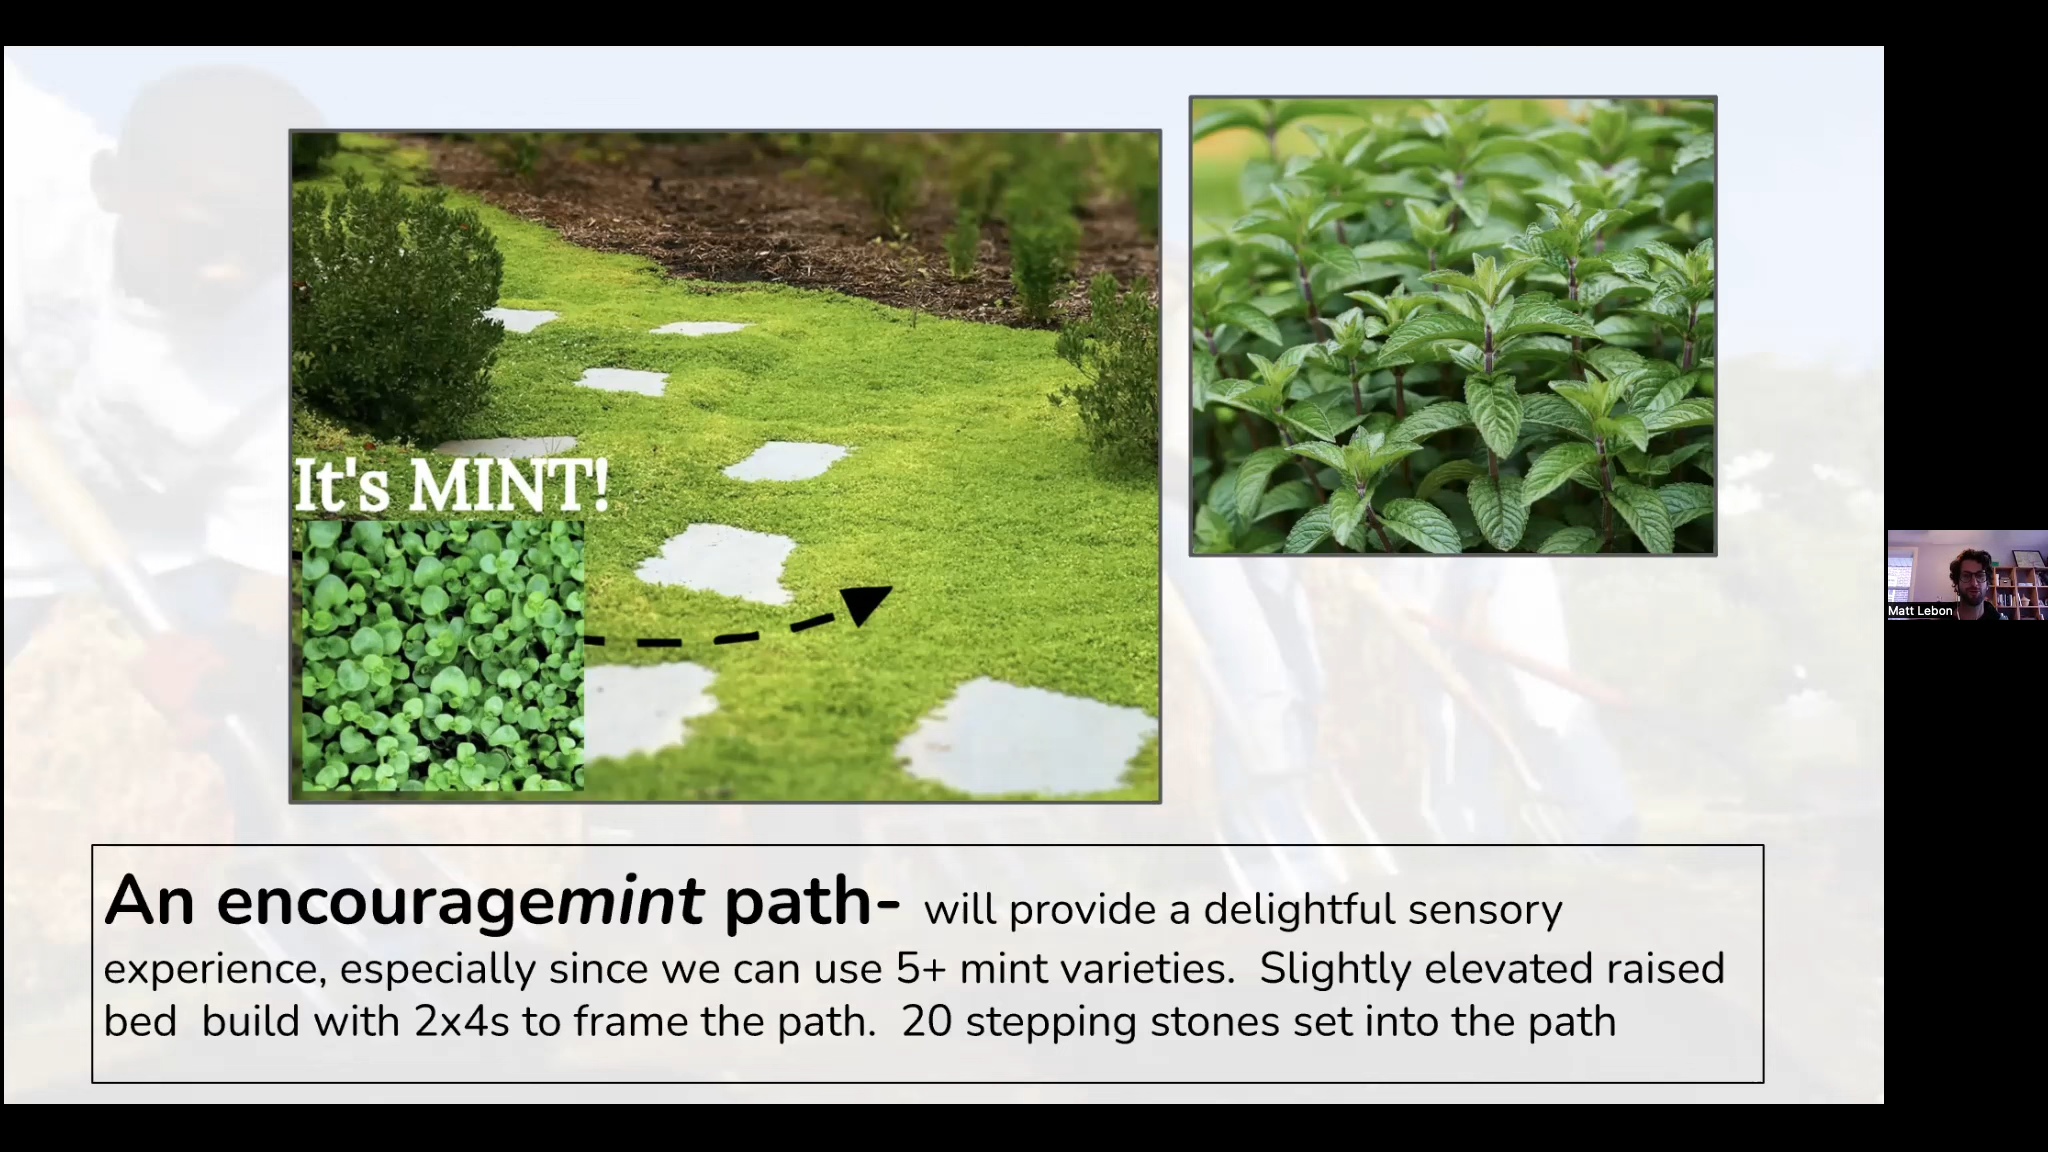 It's MINT!
Matt Lebon
An encouragemint path- will provide a delightful sensory
experience, especially since we can use 5+ mint varieties.  Slightly elevated raised
bed  build with 2x4s to frame the path.  20 stepping stones set into the path